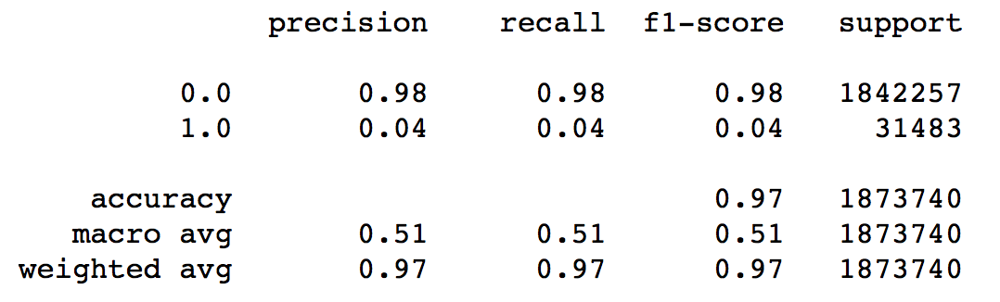 precision recall f1-score support
0.0 0.98 0.98 0.98 1842257
1.0 0.04 0.04 0.04 31483
accuracy 0.97 1873740
macro avg 0.51 0.51 0.51 1873740
weighted avg 0.97 0.97 0.97 1873740